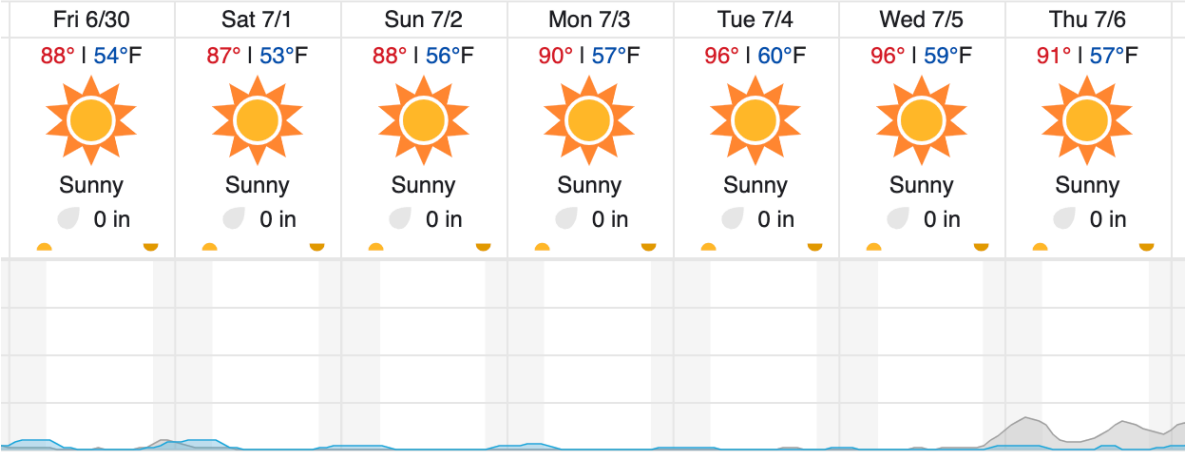 Fri 6/30 Sat 7/1 Sun 7/2 Mon 7/3 Tue 7/4 Wed 7/5 Thu 7/6
88° | 54°F 87° | 53°F 88° | 56°F 90° | 57°F 96° | 60°F 96° | 59°F 91° | 57°F
Sunny Sunny Sunny Sunny Sunny Sunny Sunny
0 in 0 in 0 in 0 in 0 in 0 in 0 in